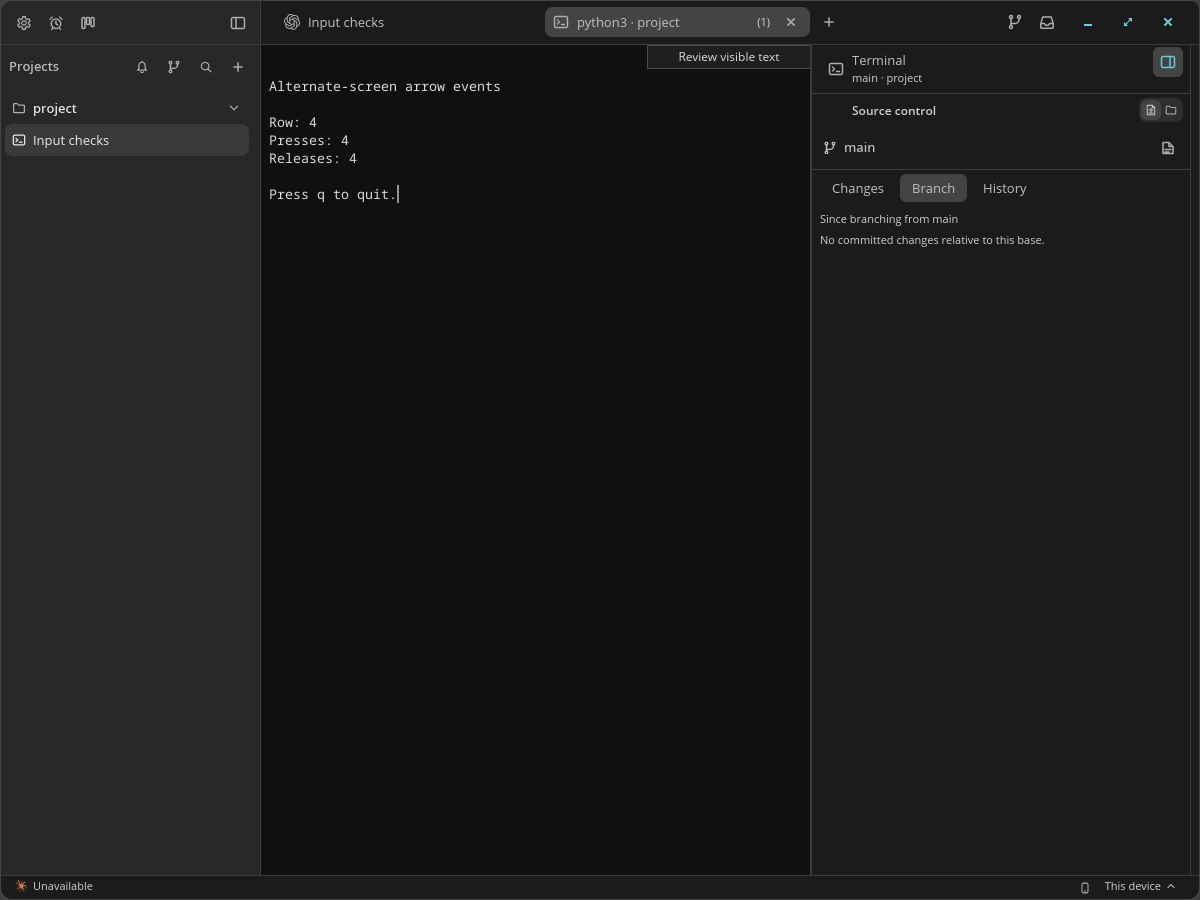 Input checks
python3 · project (1)
Projects
project
Input checks
Review visible text
Alternate-screen arrow events
Row: 4
Presses: 4
Releases: 4
Press q to quit.
Terminal
main · project
Source control
main
Changes Branch History
Since branching from main
No committed changes relative to this base.
Unavailable
This device